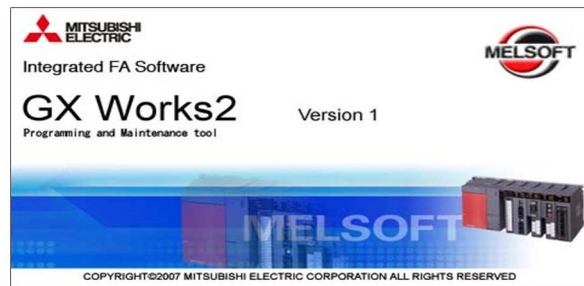 MITSUBISHI
ELECTRIC
MELSOFT
Integrated FA Software
GX Works2 Version 1
Programming and Maintenance tool
MELSOFT
COPYRIGHT©2007 MITSUBISHI ELECTRIC CORPORATION ALL RIGHTS RESERVED